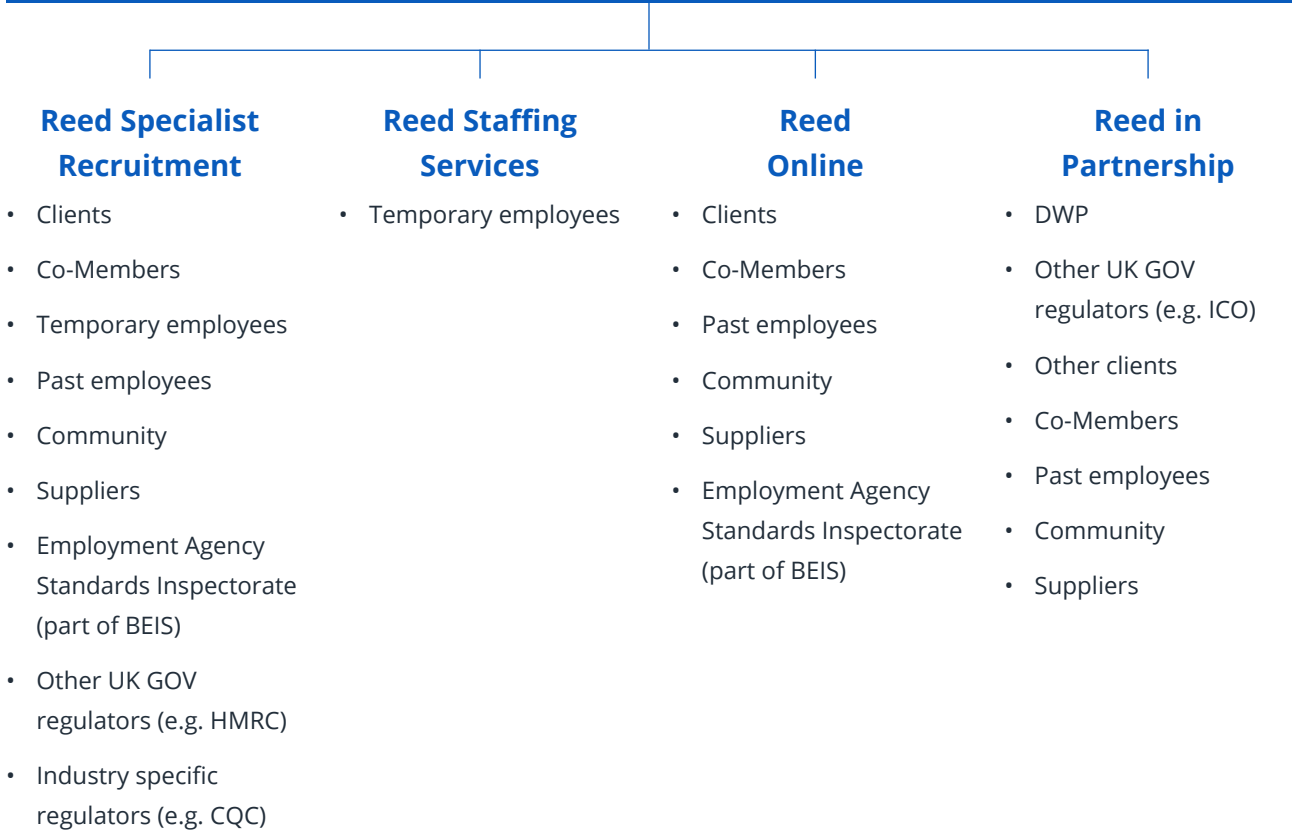 Reed Specialist
Recruitment
• Clients
• Co-Members
• Temporary employees
• Past employees
• Community
• Suppliers
• Employment Agency
Standards Inspectorate
(part of BEIS)
• Other UK GOV
regulators (e.g. HMRC)
• Industry specific
regulators (e.g. CQC)
Reed Staffing
Services
• Temporary employees
Reed
Online
• Clients
• Co-Members
• Past employees
• Community
• Suppliers
• Employment Agency
Standards Inspectorate
(part of BEIS)
Reed in
Partnership
• DWP
• Other UK GOV
regulators (e.g. ICO)
• Other clients
• Co-Members
• Past employees
• Community
• Suppliers